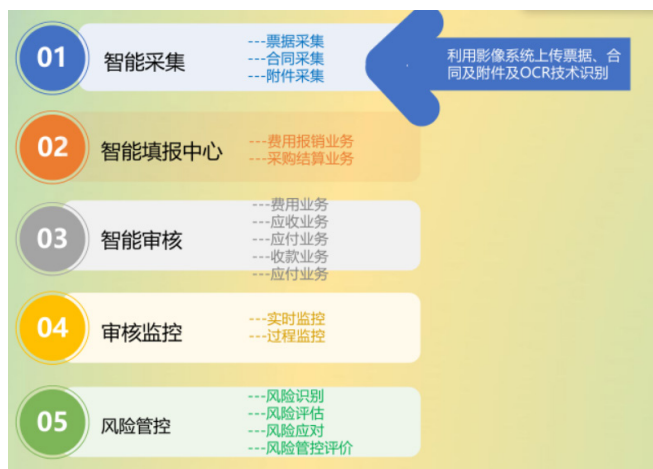 01
智能采集
---票据采集
---合同采集
---附件采集
利用影像系统上传票据、合
同及附件及OCR技术识别
02
智能填报中心
---费用报销业务
---采购结算业务
03
智能审核
---费用业务
---应收业务
---应付业务
---收款业务
---应付业务
04
审核监控
---实时监控
---过程监控
05
风险管控
---风险识别
---风险评估
---风险应对
---风险管控评价